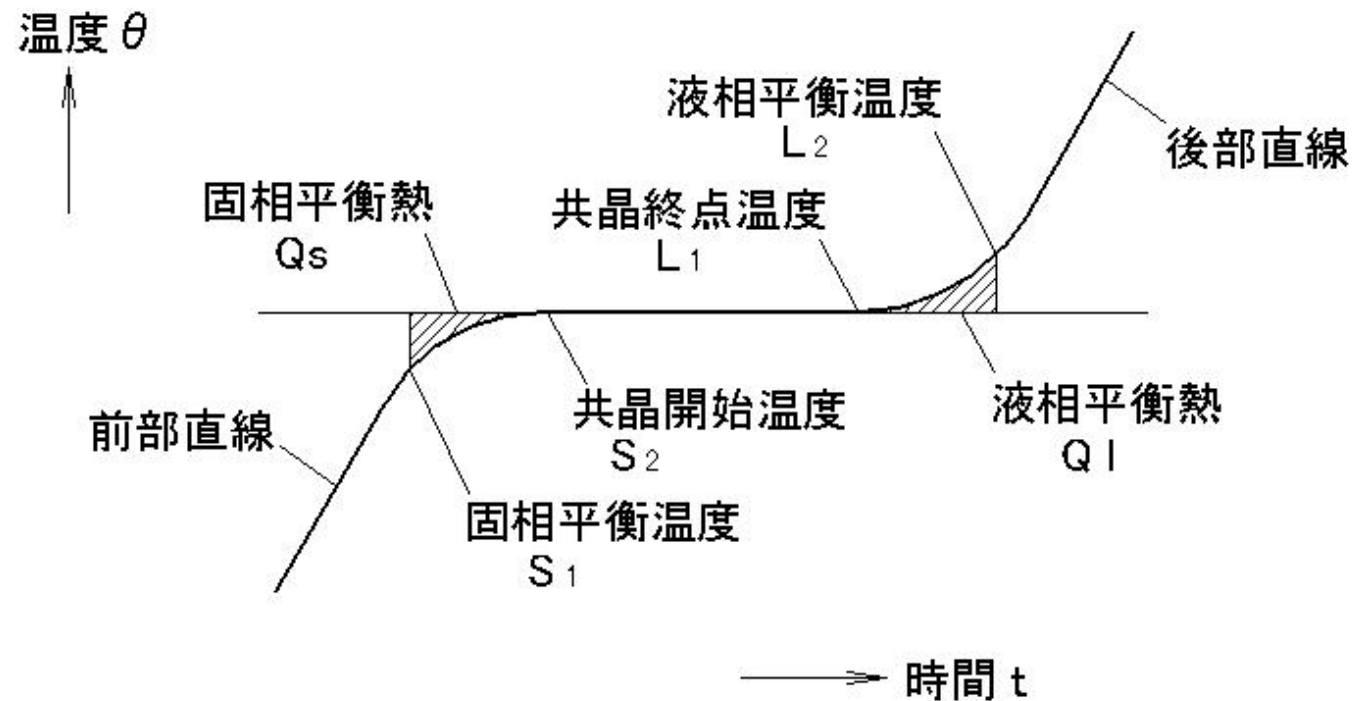 温度θ
液相平衡温度
L2
後部直線
固相平衡熱
Qs
共晶終点温度
L1
共晶開始温度
S2
液相平衡熱
Ql
前部直線
固相平衡温度
S1
時間t